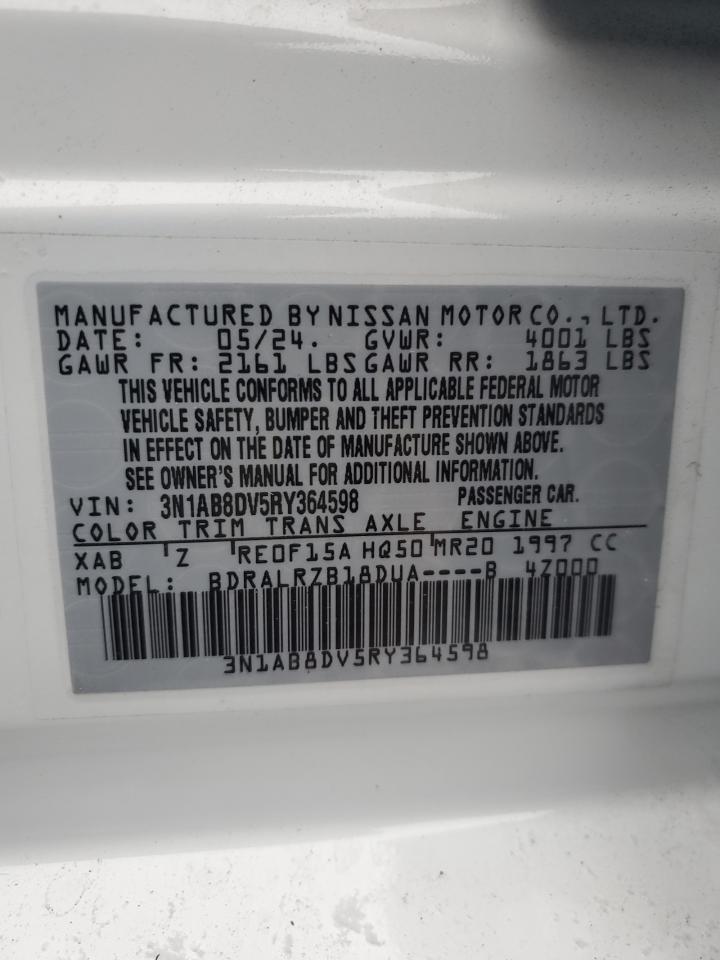 MANUFACTURED BY NISSAN MOTOR CO., LTD.
DATE: 05/24. GVWR: 4001 LBS
GAWR FR: 2161 LBS GAWR RR: 1863 LBS
THIS VEHICLE CONFORMS TO ALL APPLICABLE FEDERAL MOTOR
VEHICLE SAFETY, BUMPER AND THEFT PREVENTION STANDARDS
IN EFFECT ON THE DATE OF MANUFACTURE SHOWN ABOVE.
SEE OWNER'S MANUAL FOR ADDITIONAL INFORMATION.
VIN: 3N1AB8DV5RY364598 PASSENGER CAR.
COLOR TRIM TRANS AXLE ENGINE
XAB Z RE0F15A HQ50 MR20 1997 CC
MODEL: BDRALRZB18DUA----B 4Z000
3N1AB8DV5RY364598